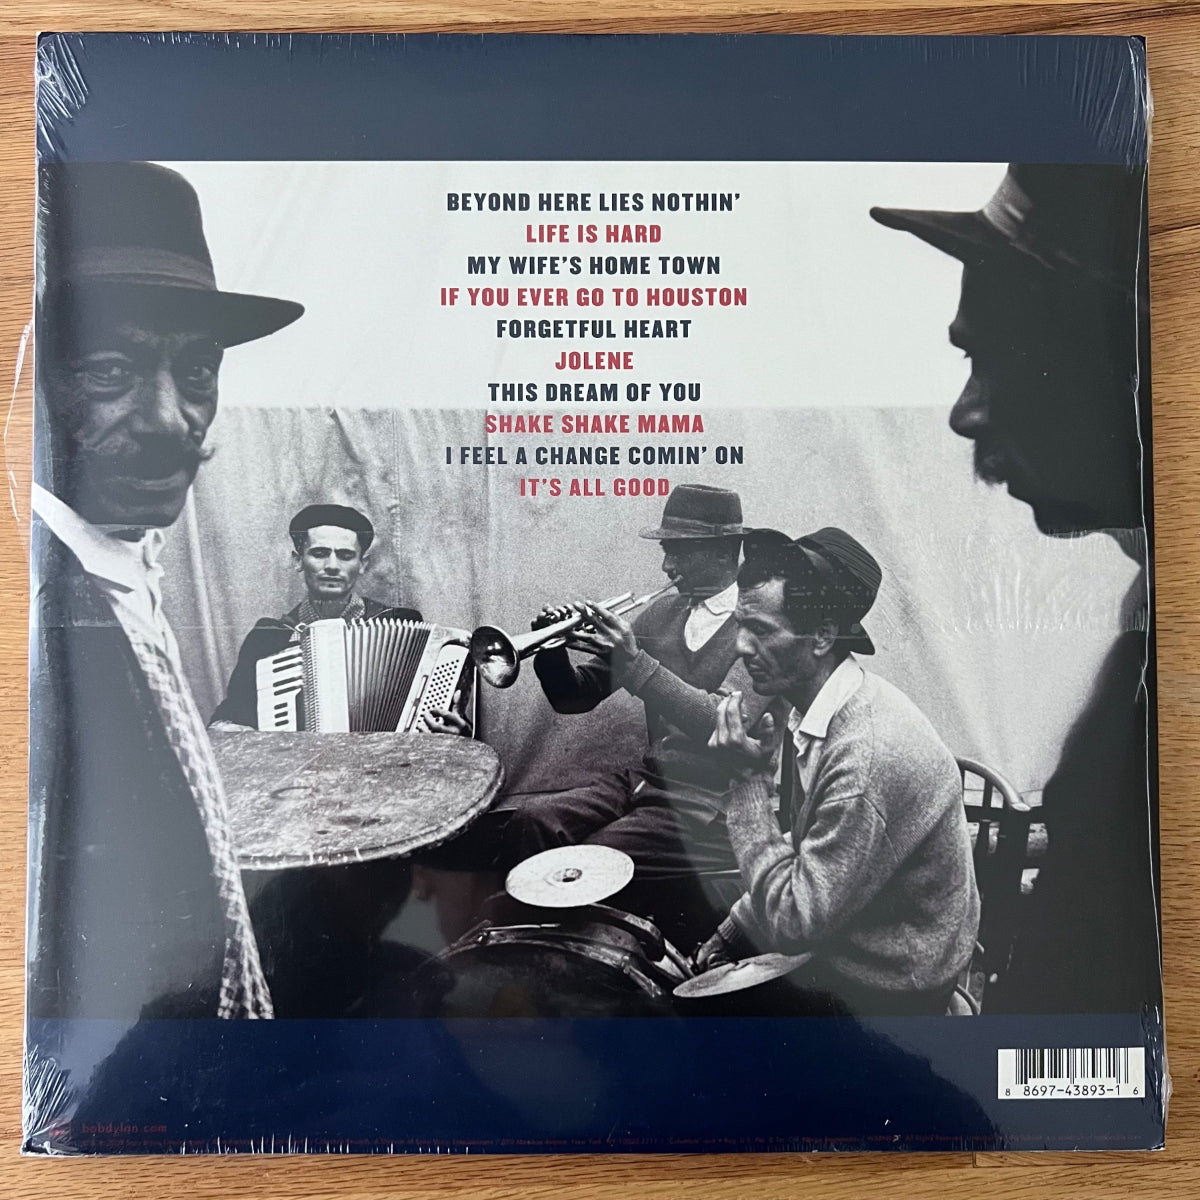 BEYOND HERE LIES NOTHIN'
LIFE IS HARD
MY WIFE'S HOME TOWN
IF YOU EVER GO TO HOUSTON
FORGETFUL HEART
JOLENE
THIS DREAM OF YOU
SHAKE SHAKE MAMA
I FEEL A CHANGE COMIN' ON
IT'S ALL GOOD
8 8697-43893-1 6
bobdylan.com